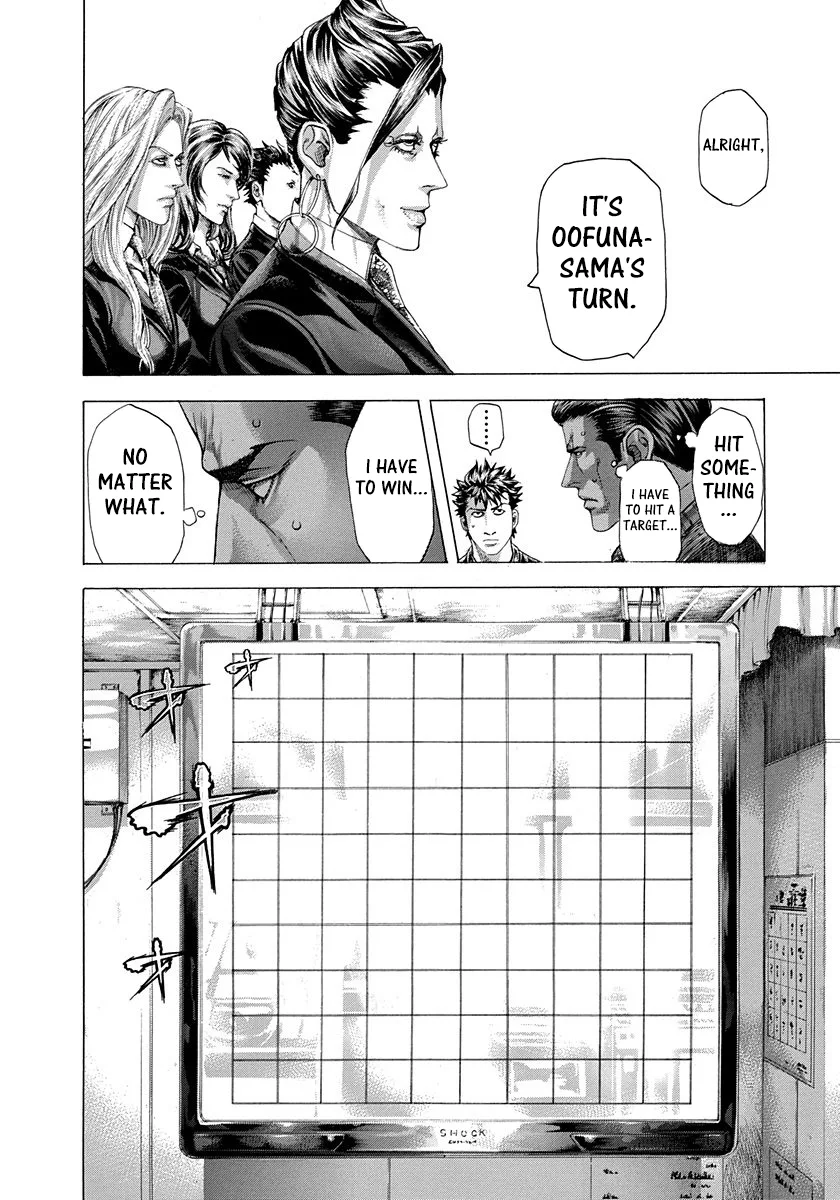 ALRIGHT,
IT'S
OOFUNA-
SAMA'S
TURN.
HIT
SOME-
THING
...
I HAVE
TO HIT A
TARGET...
......
I HAVE
TO WIN...
NO
MATTER
WHAT.
SHOCK